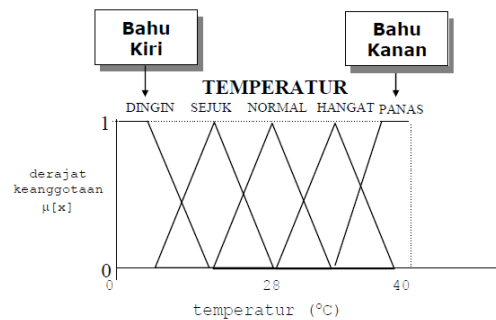 Bahu
Kiri
Bahu
Kanan
TEMPERATUR
DINGIN SEJUK NORMAL HANGAT PANAS
1
derajat
keanggotaan
μ[x]
0
0 28 40
temperatur (°C)